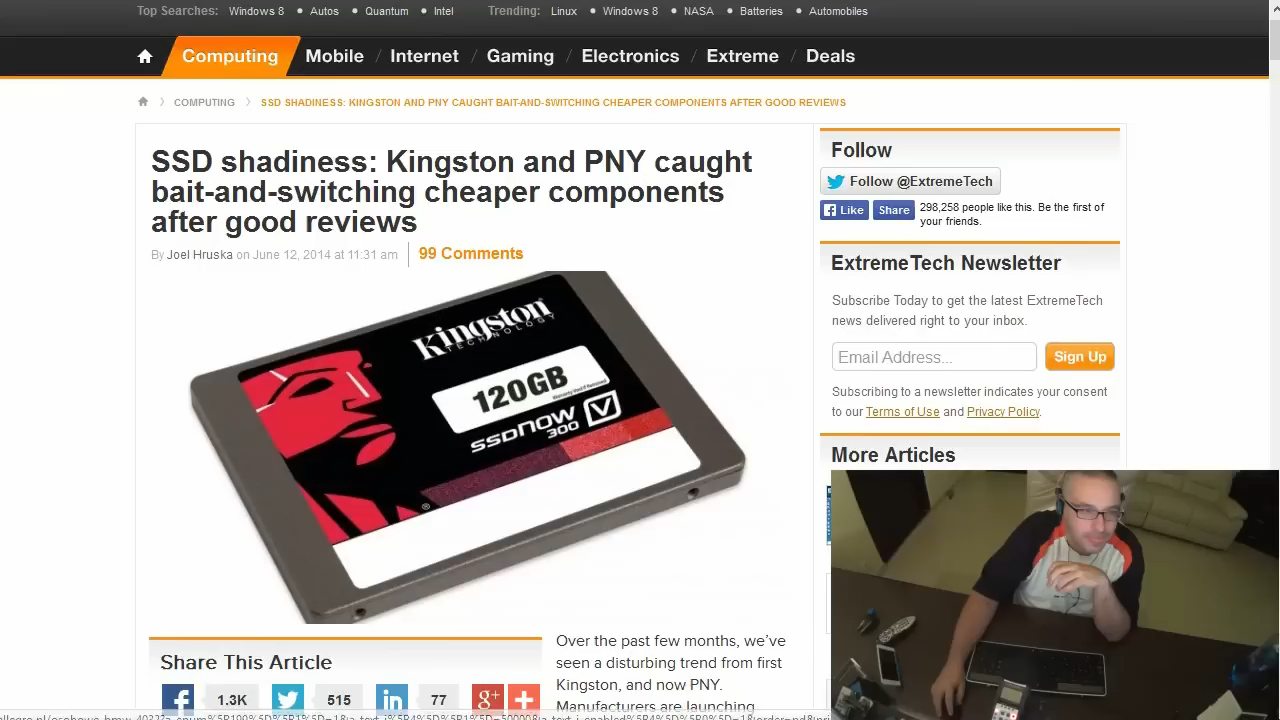 Top Searches: Windows 8 • Autos • Quantum • Intel Trending: Linux • Windows 8 • NASA • Batteries • Automobiles
Computing Mobile / Internet / Gaming / Electronics / Extreme / Deals
COMPUTING SSD SHADINESS: KINGSTON AND PNY CAUGHT BAIT-AND-SWITCHING CHEAPER COMPONENTS AFTER GOOD REVIEWS
SSD shadiness: Kingston and PNY caught
bait-and-switching cheaper components
after good reviews
By Joel Hruska on June 12, 2014 at 11:31 am
99 Comments
Kingston
TECHNOLOGY
120GB
Warranty Void If Removed
SSDNOW
300 V
®
Share This Article
1.3K 515 in 77 g+ +
Over the past few months, we've
seen a disturbing trend from first
Kingston, and now PNY.
Manufacturers are launching
Follow
Follow @ExtremeTech
Like Share 298,258 people like this. Be the first of
your friends.
ExtremeTech Newsletter
Subscribe Today to get the latest ExtremeTech
news delivered right to your inbox.
Email Address... Sign Up
Subscribing to a newsletter indicates your consent
to our Terms of Use and Privacy Policy.
More Articles